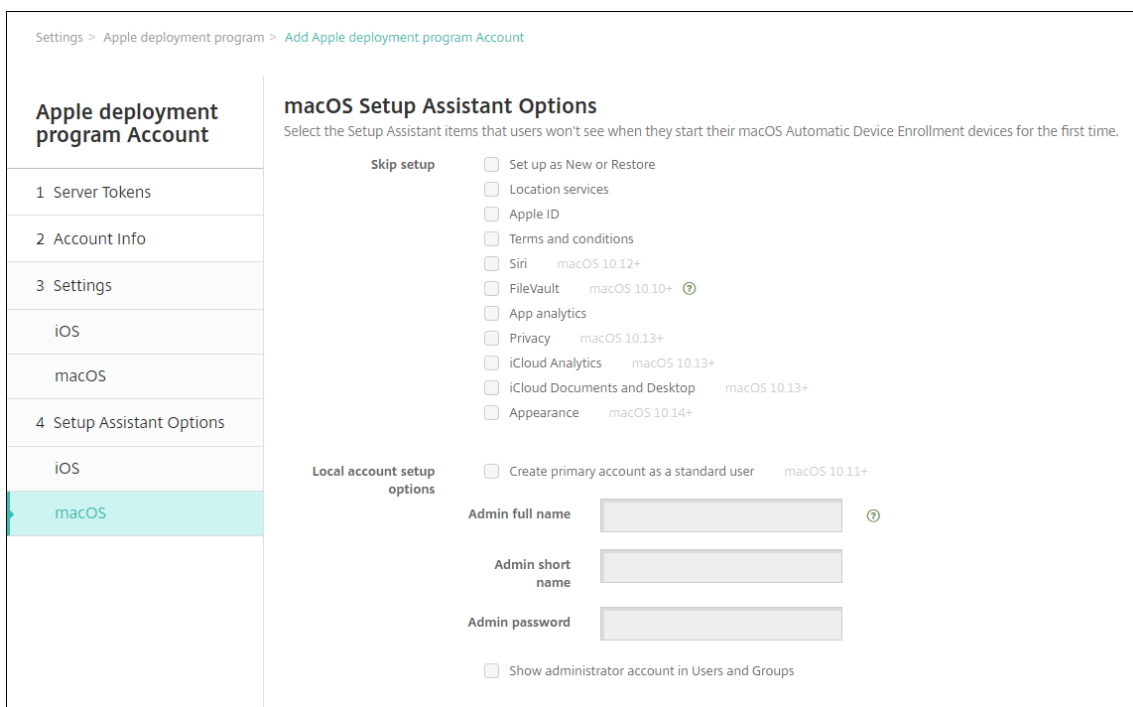 Settings > Apple deployment program > Add Apple deployment program Account
Apple deployment
program Account
1 Server Tokens
2 Account Info
3 Settings
iOS
macOS
4 Setup Assistant Options
iOS
macOS
macOS Setup Assistant Options
Select the Setup Assistant items that users won't see when they start their macOS Automatic Device Enrollment devices for the first time.
Skip setup Set up as New or Restore
Location services
Apple ID
Terms and conditions
Siri macOS 10.12+
FileVault macOS 10.10+ ?
App analytics
Privacy macOS 10.13+
iCloud Analytics macOS 10.13+
iCloud Documents and Desktop macOS 10.13+
Appearance macOS 10.14+
Local account setup Create primary account as a standard user macOS 10.11+
options
Admin full name ?
Admin short
name
Admin password
Show administrator account in Users and Groups